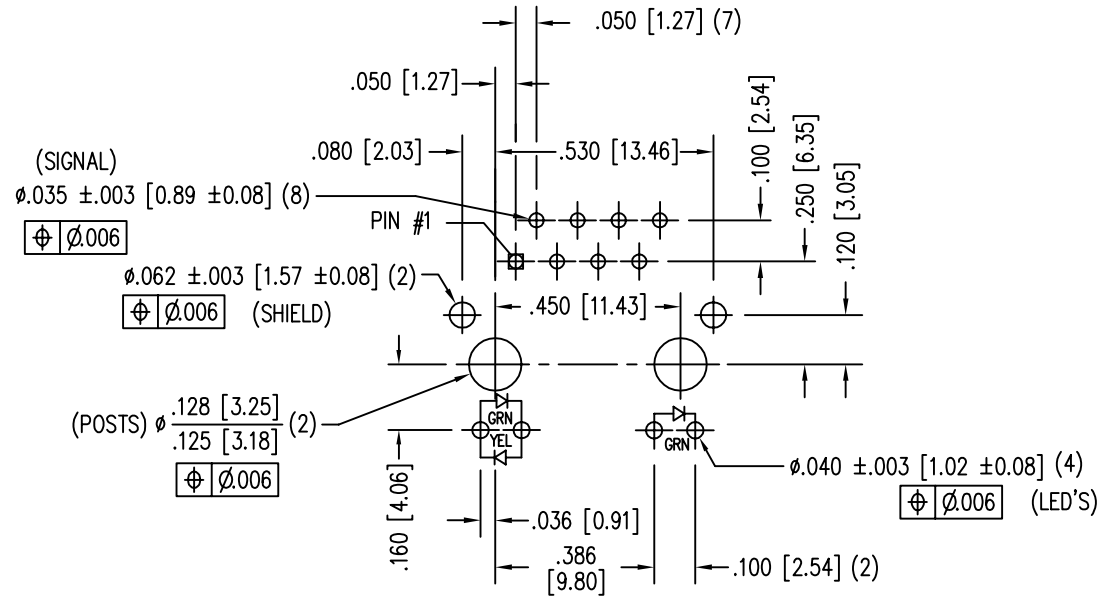 .050 [1.27] (7)
.050 [1.27]
.080 [2.03]
.530 [13.46]
.100 [2.54]
.250 [6.35]
.120 [3.05]
(SIGNAL)
ø.035 ±.003 [0.89 ±0.08] (8)
⌖ Ø.006
PIN #1
ø.062 ±.003 [1.57 ±0.08] (2)
⌖ Ø.006 (SHIELD)
.450 [11.43]
(POSTS) ø .128 [3.25] (2)
.125 [3.18]
⌖ Ø.006
GRN
YEL
GRN
ø.040 ±.003 [1.02 ±0.08] (4)
⌖ Ø.006 (LED'S)
.160 [4.06]
.036 [0.91]
.386
[9.80]
.100 [2.54] (2)